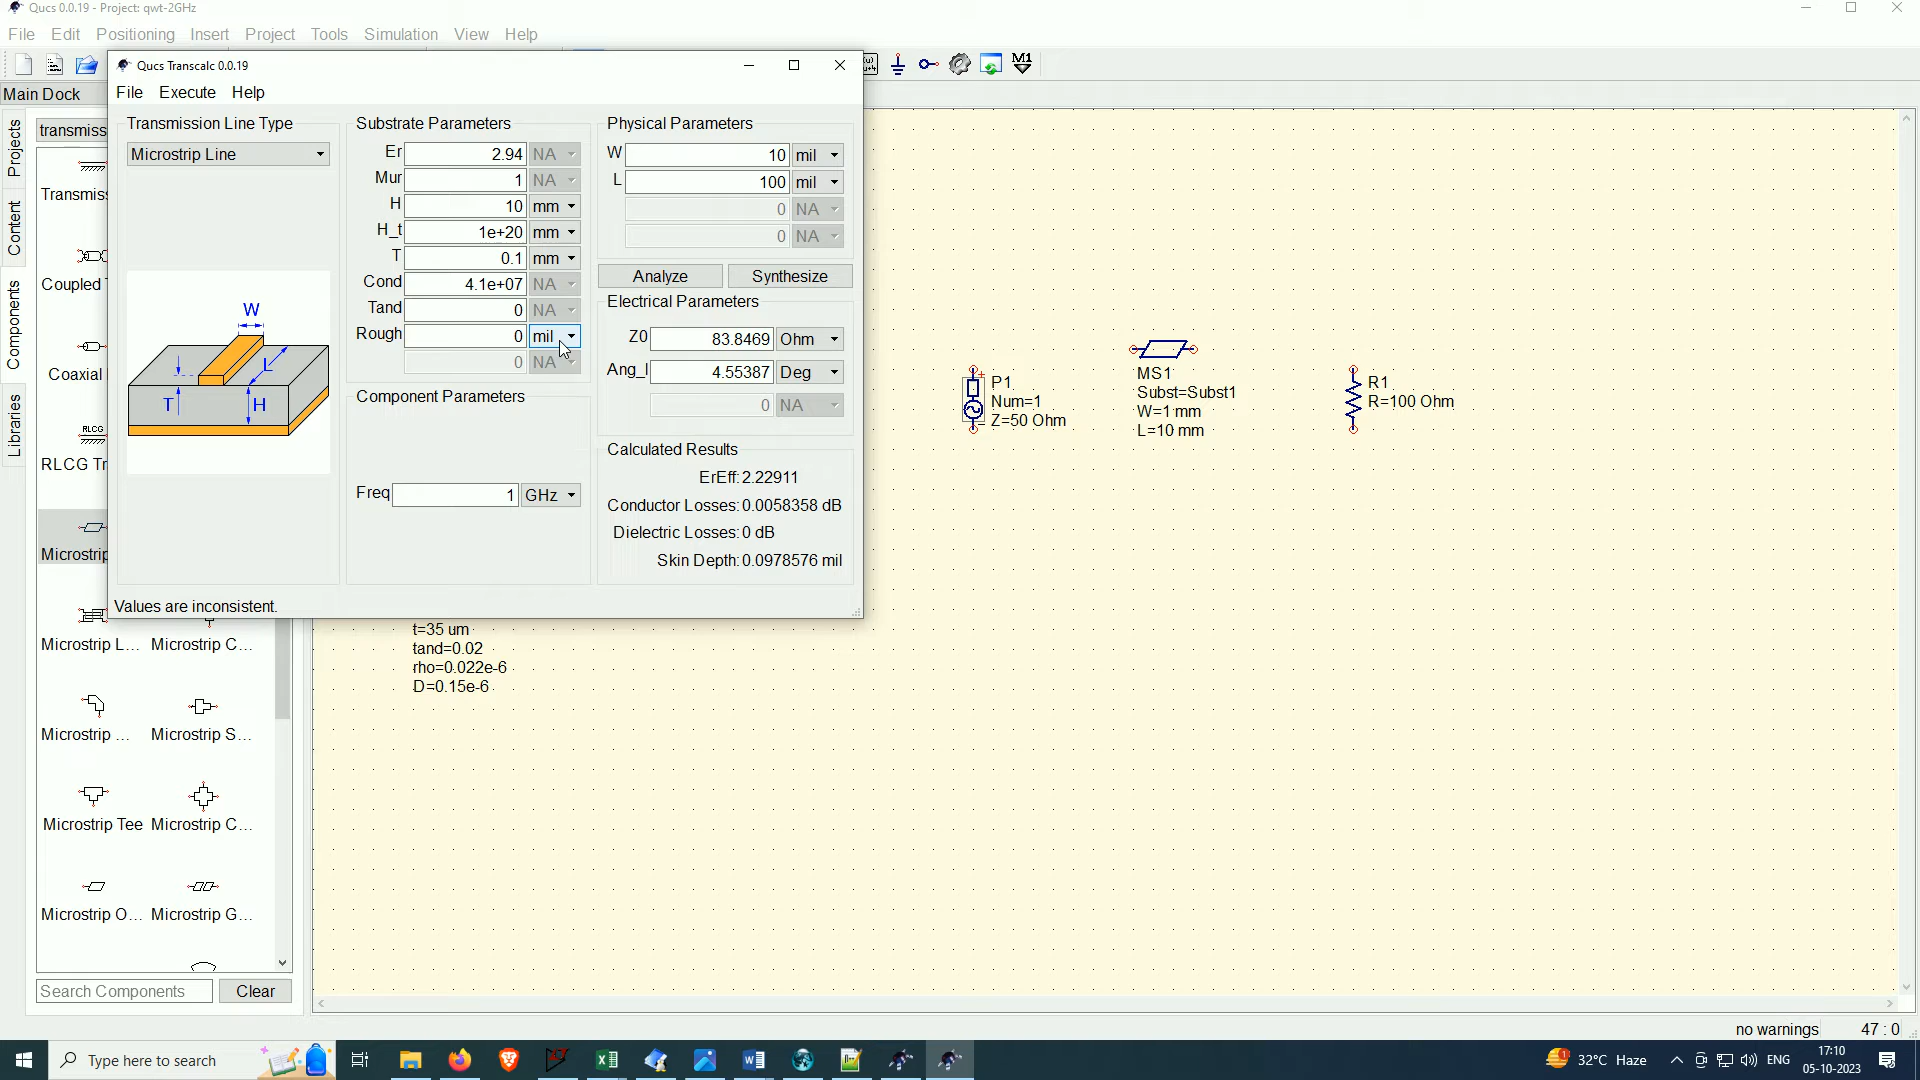 Qucs 0.0.19 - Project: qwt-2GHz
File Edit Positioning Insert Project Tools Simulation View Help
Qucs Transcalc 0.0.19
File Execute Help
Main Dock
Projects
Content
Components
Libraries
transmiss
Transmiss
Coupled T
Coaxial
RLCG
RLCG Tr
Microstrip
Microstrip L... Microstrip C...
Microstrip ... Microstrip S...
Microstrip Tee Microstrip C...
Microstrip O... Microstrip G...
Search Components Clear
Transmission Line Type
Microstrip Line
W
L
T
H
Substrate Parameters
Er 2.94 NA
Mur 1 NA
H 10 mm
H_t 1e+20 mm
T 0.1 mm
Cond 4.1e+07 NA
Tand 0 NA
Rough 0 mil
0 NA
Component Parameters
Freq 1 GHz
Physical Parameters
W 10 mil
L 100 mil
0 NA
0 NA
Analyze Synthesize
Electrical Parameters
Z0 83.8469 Ohm
Ang_l 4.55387 Deg
0 NA
Calculated Results
ErEff: 2.22911
Conductor Losses: 0.0058358 dB
Dielectric Losses: 0 dB
Skin Depth: 0.0978576 mil
Values are inconsistent.
M1
P1
Num=1
Z=50 Ohm
MS1
Subst=Subst1
W=1 mm
L=10 mm
R1
R=100 Ohm
t=35 um
tand=0.02
rho=0.022e-6
D=0.15e-6
no warnings 47 : 0
Type here to search
32°C Haze
ENG
17:10
05-10-2023